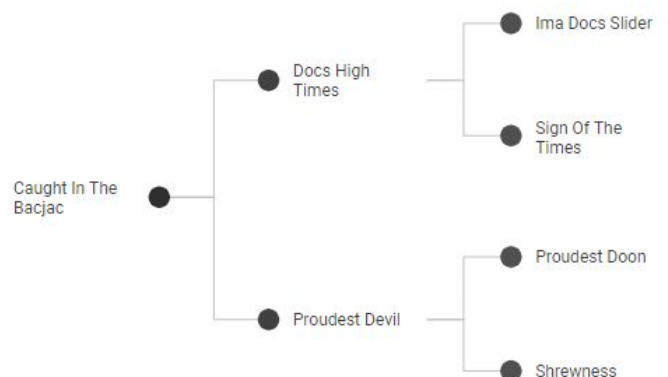 Ima Docs Slider
Docs High
Times
Sign Of The
Times
Caught In The
Bacjac
Proudest Doon
Proudest Devil
Shrewness